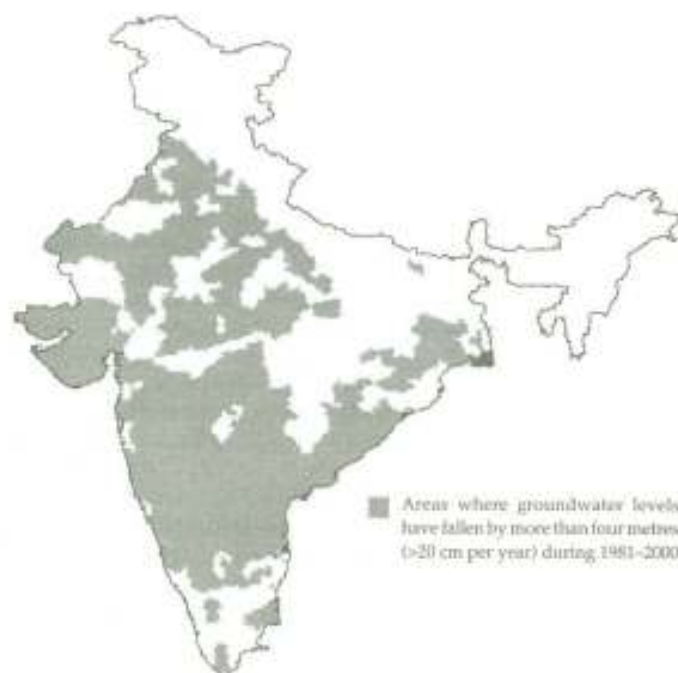 Areas where groundwater levels
have fallen by more than four metres
(>20 cm per year) during 1981–2000